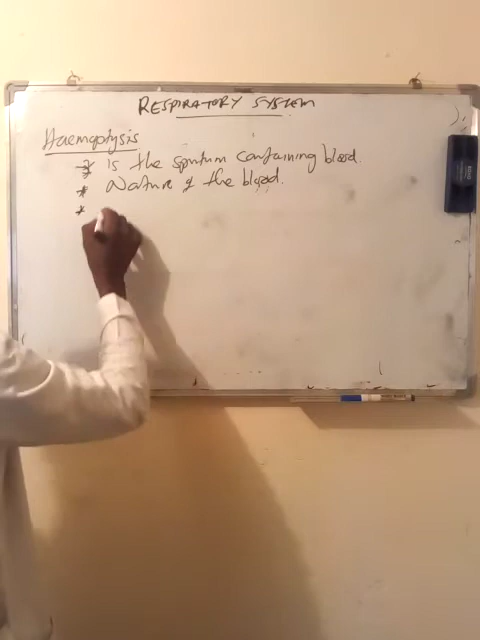 RESPIRATORY SYSTEM
Haemoptysis
* is the sputum containing blood.
* Nature of the blood.
*